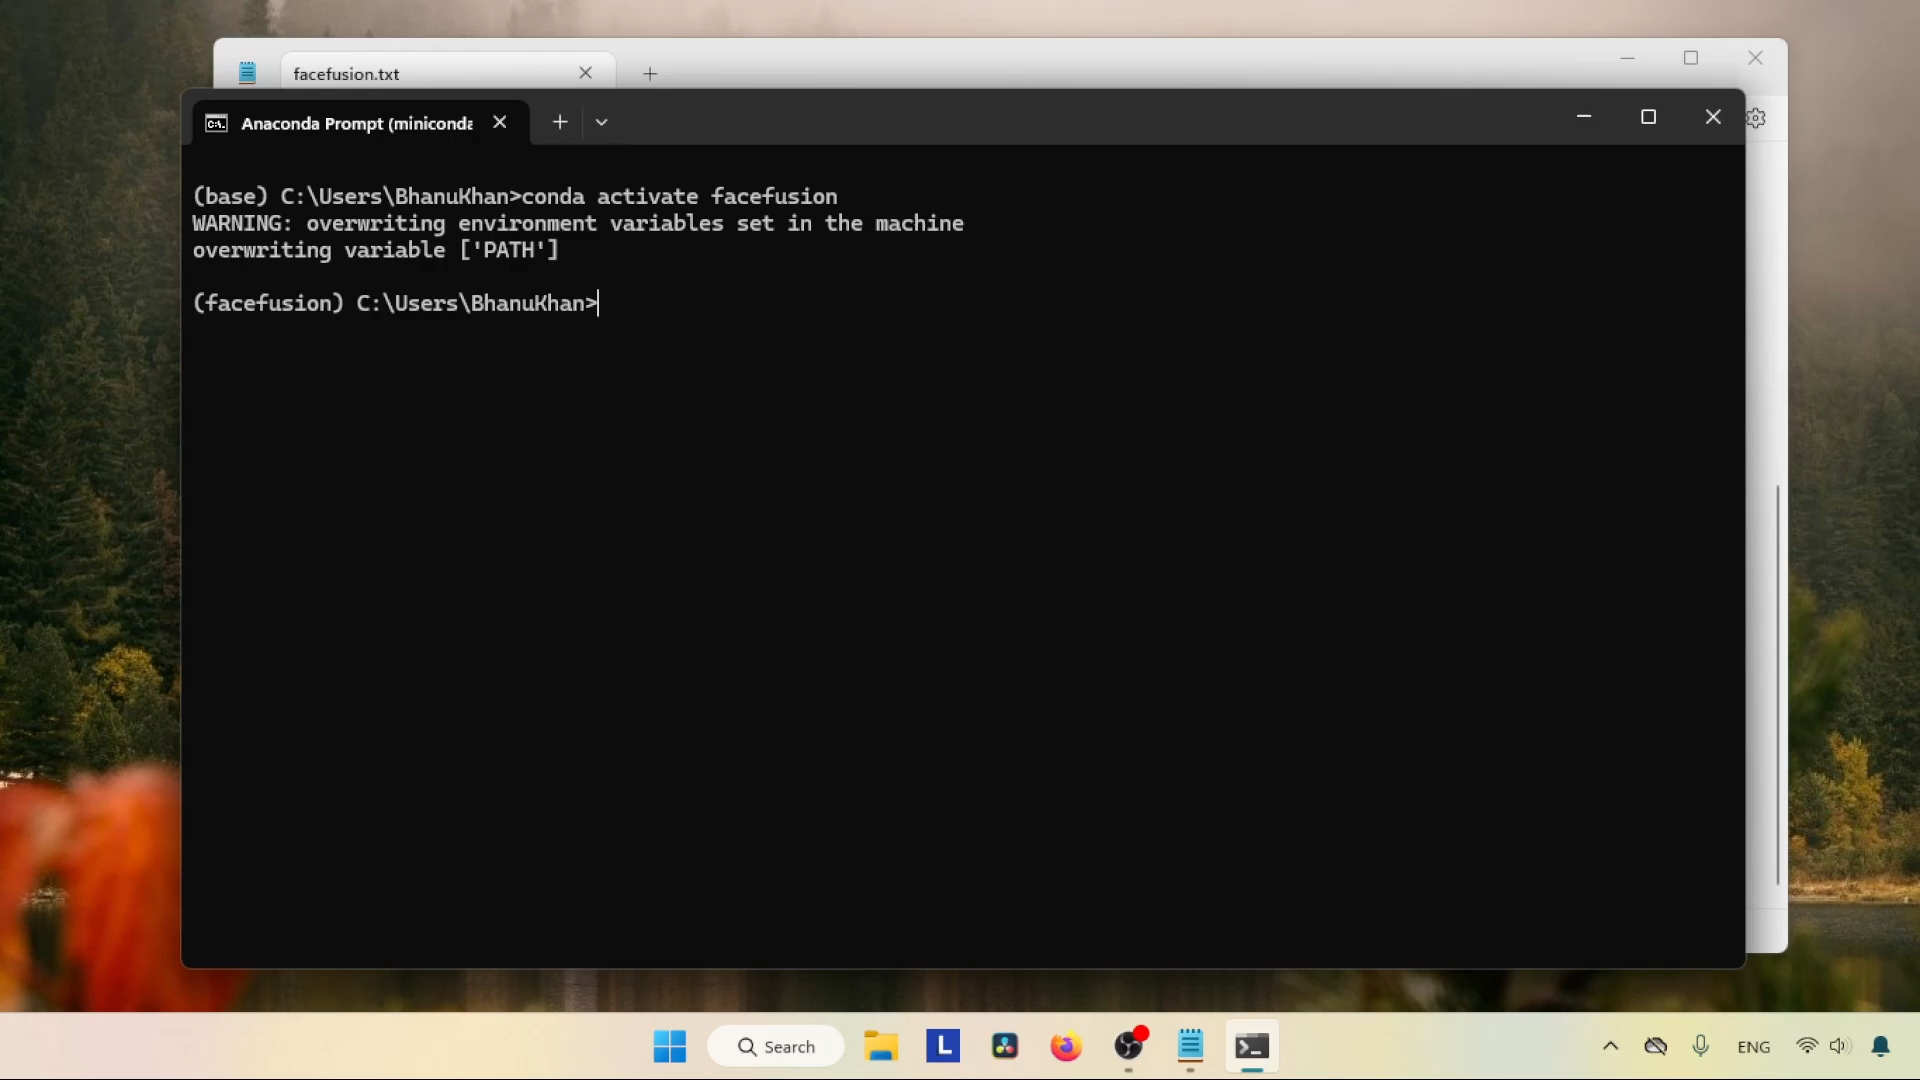 facefusion.txt
Anaconda Prompt (miniconda
(base) C:\Users\BhanuKhan>conda activate facefusion
WARNING: overwriting environment variables set in the machine
overwriting variable ['PATH']
(facefusion) C:\Users\BhanuKhan>
L
Search
ENG